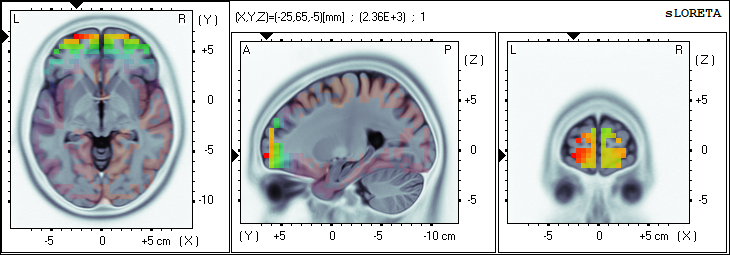 L R (Y) (X,Y,Z)=(-25,65,-5)[mm] ; (2.36E+3) ; 1 sLORETA
A P (Z) L R (Z)
+5 +5 +5
0 0 0
-5 -5 -5
-10
-5 0 +5 cm (X) (Y) +5 0 -5 -10 cm -5 0 +5 cm (X)